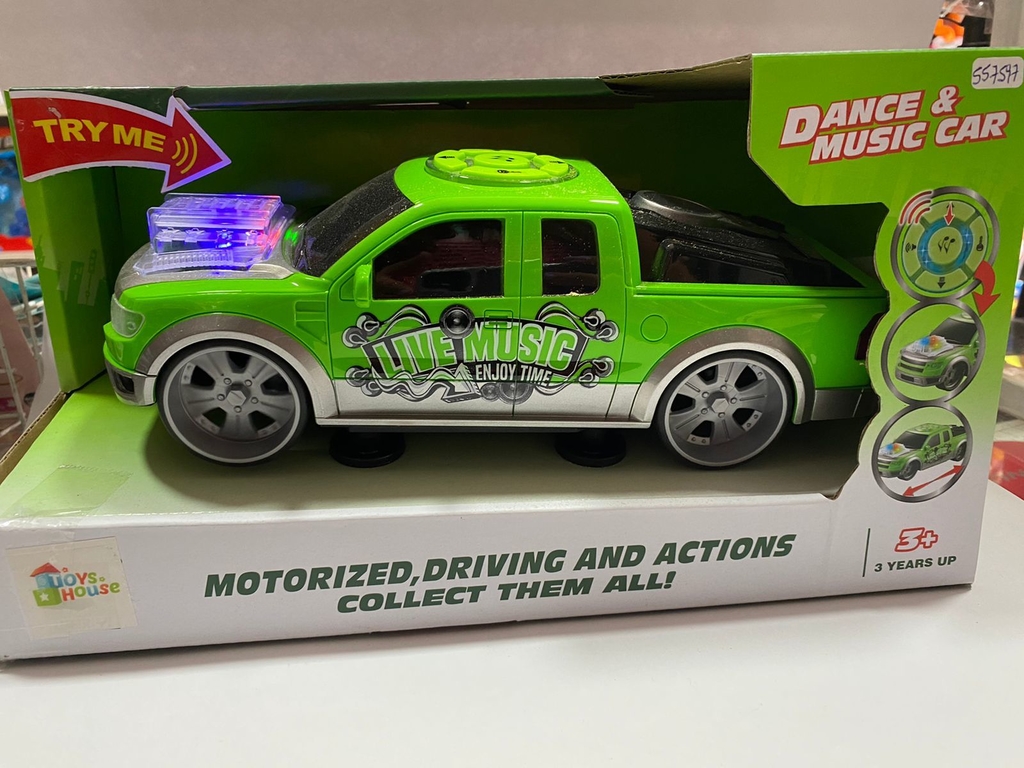 TRY ME
DANCE &
MUSIC CAR
557547
LIVE MUSIC
ENJOY TIME
MOTORIZED, DRIVING AND ACTIONS
COLLECT THEM ALL!
3+
3 YEARS UP
TOYS
HOUSE